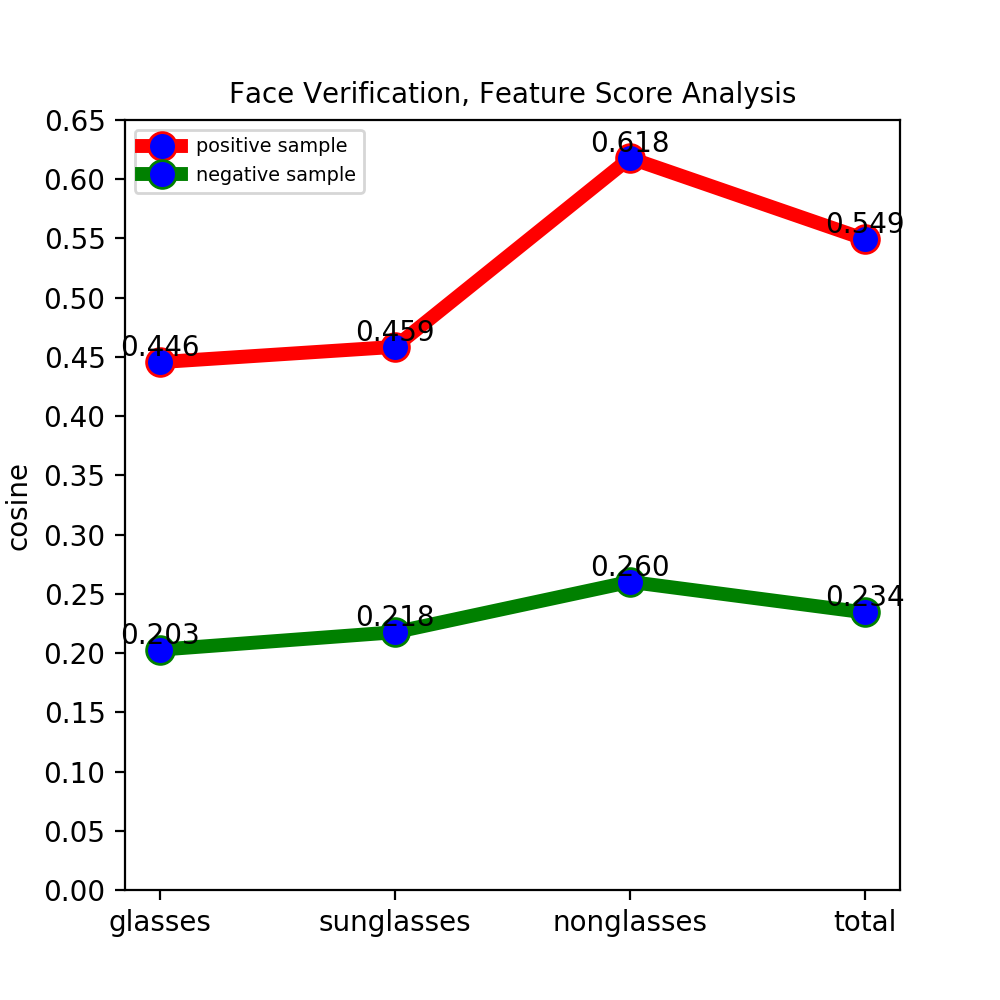 Face Verification, Feature Score Analysis
positive sample
negative sample
cosine
0.65
0.60
0.55
0.50
0.45
0.40
0.35
0.30
0.25
0.20
0.15
0.10
0.05
0.00
0.446
0.459
0.618
0.549
0.203
0.218
0.260
0.234
glasses
sunglasses
nonglasses
total